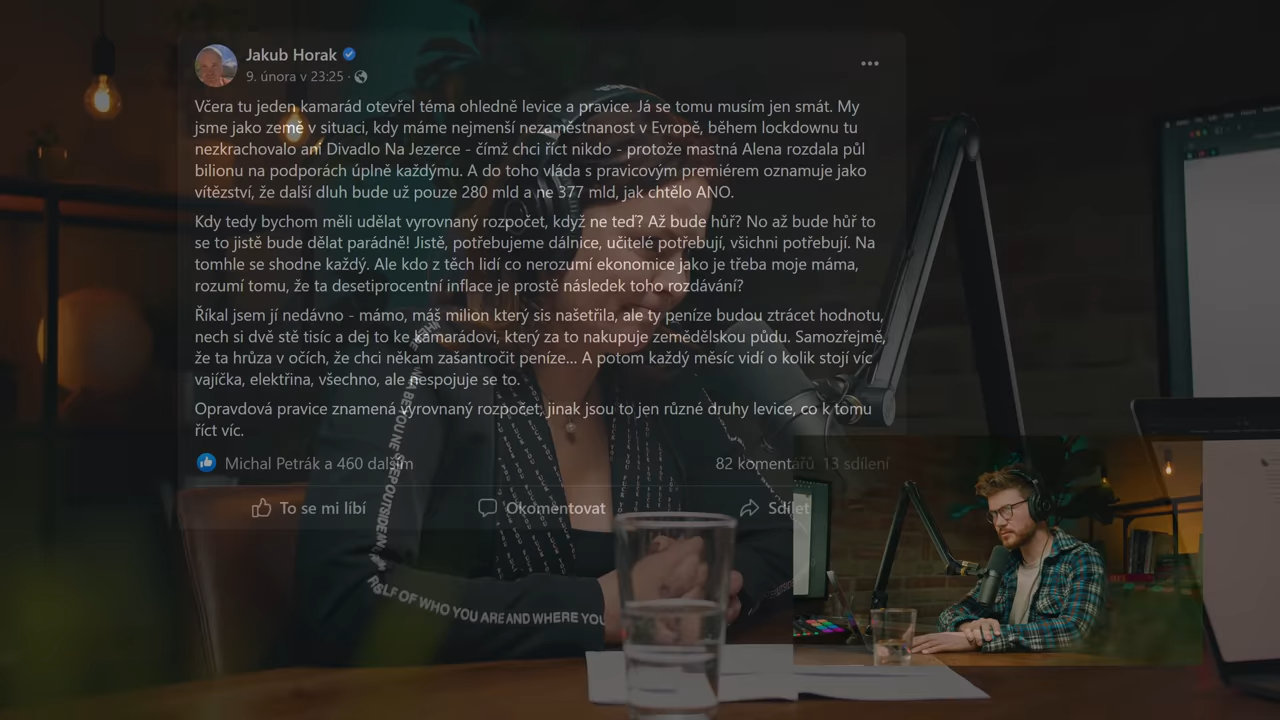 Jakub Horak
9. února v 23:25 ·
Včera tu jeden kamarád otevřel téma ohledně levice a pravice. Já se tomu musím jen smát. My
jsme jako země v situaci, kdy máme nejmenší nezaměstnanost v Evropě, během lockdownu tu
nezkrachovalo ani Divadlo Na Jezerce - čímž chci říct nikdo - protože mastná Alena rozdala půl
bilionu na podporách úplně každýmu. A do toho vláda s pravicovým premiérem oznamuje jako
vítězství, že další dluh bude už pouze 280 mld a ne 377 mld, jak chtělo ANO.
Kdy tedy bychom měli udělat vyrovnaný rozpočet, když ne teď? Až bude hůř? No až bude hůř to
se to jistě bude dělat parádně! Jistě, potřebujeme dálnice, učitelé potřebují, všichni potřebují. Na
tomhle se shodne každý. Ale kdo z těch lidí co nerozumí ekonomice jako je třeba moje máma,
rozumí tomu, že ta desetiprocentní inflace je prostě následek toho rozdávání?
Říkal jsem jí nedávno - mámo, máš milion který sis našetřila, ale ty peníze budou ztrácet hodnotu,
nech si dvě stě tisíc a dej to ke kamarádovi, který za to nakupuje zemědělskou půdu. Samozřejmě,
že ta hrůza v očích, že chci někam zašantročit peníze... A potom každý měsíc vidí o kolik stojí víc
vajíčka, elektřina, všechno, ale nespojuje se to.
Opravdová pravice znamená vyrovnaný rozpočet, jinak jsou to jen různé druhy levice, co k tomu
říct víc.
Michal Petrák a 460 dalším
82 komentářů 13 sdílení
To se mi líbí
Okomentovat
Sdílet
SELF OF WHO YOU ARE AND WHERE YOU